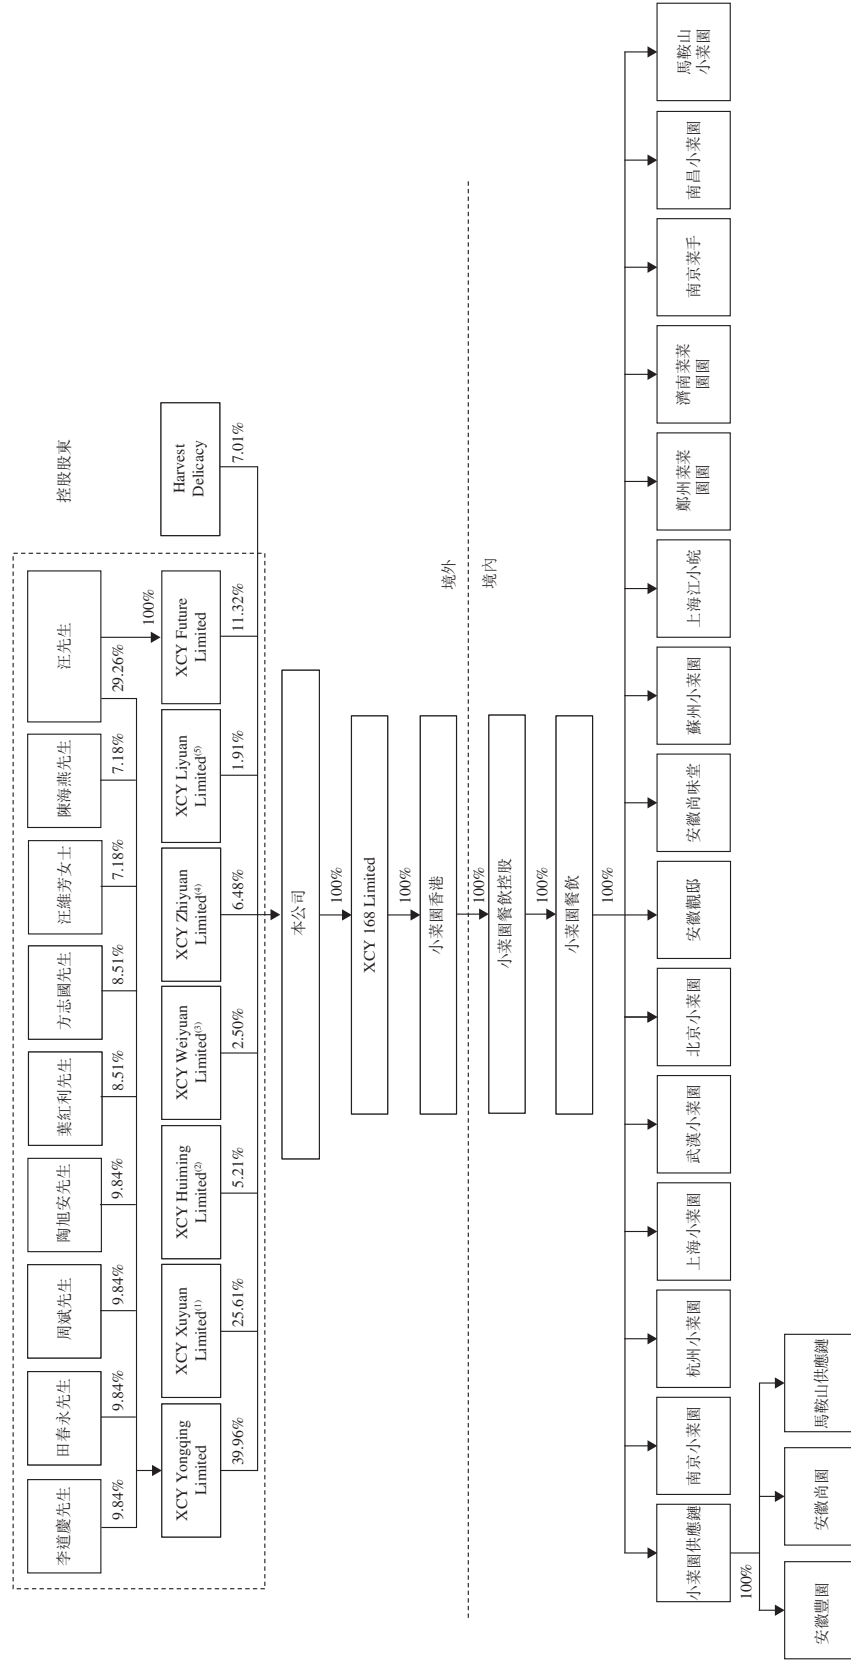 控股股東
李道慶先生
田春永先生
周斌先生
陶旭安先生
葉紅利先生
方志國先生
汪維芳女士
陳海燕先生
汪先生
9.84%
9.84%
9.84%
9.84%
8.51%
8.51%
7.18%
7.18%
29.26%
100%
XCY Yongqing
Limited
XCY Xuyuan
Limited(1)
XCY Huiming
Limited(2)
XCY Weiyuan
Limited(3)
XCY Zhiyuan
Limited(4)
XCY Liyuan
Limited(5)
XCY Future
Limited
Harvest
Delicacy
39.96%
25.61%
5.21%
2.50%
6.48%
1.91%
11.32%
7.01%
本公司
100%
XCY 168 Limited
100%
小菜園香港
境外
100%
境內
小菜園餐飲控股
100%
小菜園餐飲
100%
小菜園供應鏈
南京小菜園
杭州小菜園
上海小菜園
武漢小菜園
北京小菜園
安徽觀邸
安徽尚味堂
蘇州小菜園
上海江小皖
鄭州菜菜
園園
濟南菜菜
園園
南京菜手
南昌小菜園
馬鞍山
小菜園
100%
安徽豐園
安徽尚園
馬鞍山供應鏈